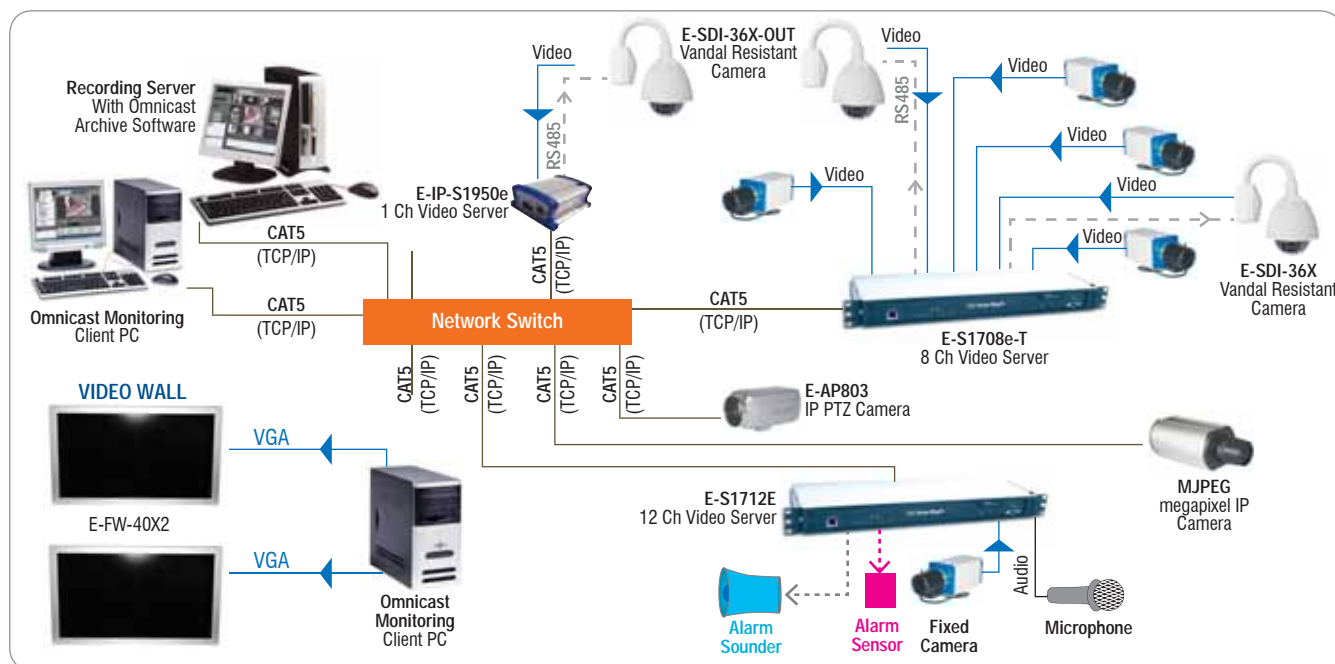 E-SDI-36X-OUT
Vandal Resistant
Camera
Video
Video
RS485
RS485
Video
Video
Video
Video
Recording Server
With Omnicast
Archive Software
E-IP-S1950e
1 Ch Video Server
CAT5
(TCP/IP)
CAT5
(TCP/IP)
E-SDI-36X
Vandal Resistant
Camera
Omnicast Monitoring
Client PC
CAT5
(TCP/IP)
Network Switch
CAT5
(TCP/IP)
E-S1708e-T
8 Ch Video Server
CAT5
(TCP/IP)
CAT5
(TCP/IP)
CAT5
(TCP/IP)
CAT5
(TCP/IP)
E-AP803
IP PTZ Camera
VIDEO WALL
VGA
E-FW-40X2
VGA
Omnicast
Monitoring
Client PC
E-S1712E
12 Ch Video Server
MJPEG
megapixel IP
Camera
Audio
Alarm
Sounder
Alarm
Sensor
Fixed
Camera
Microphone